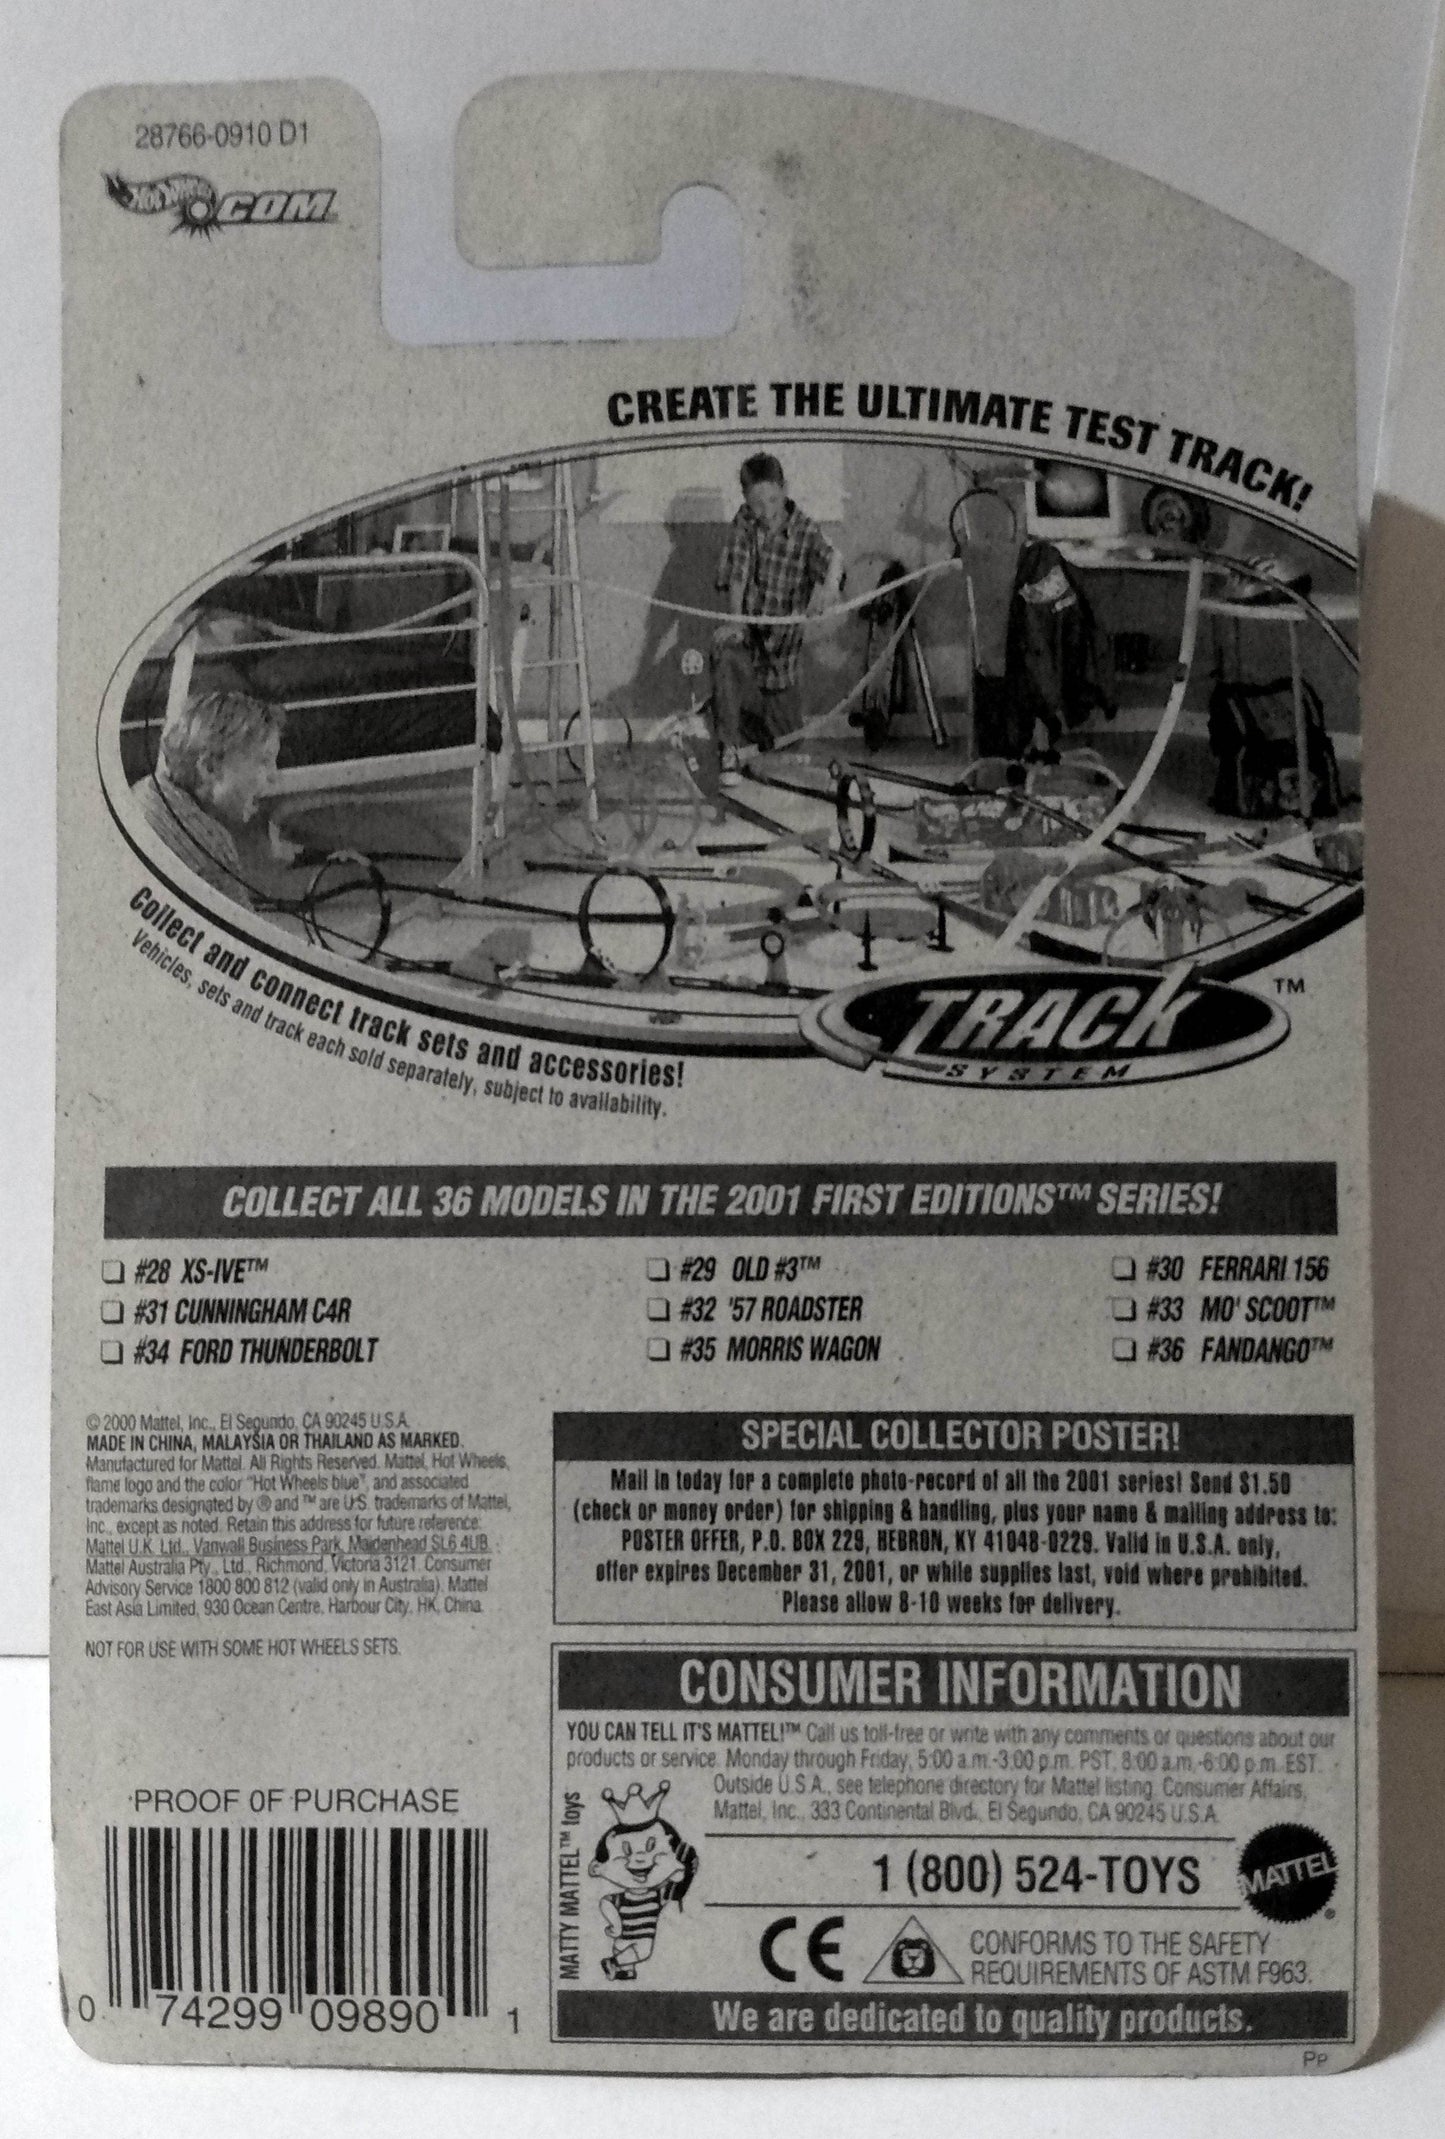 28766-0910 D1
Hot Wheels.COM
CREATE THE ULTIMATE TEST TRACK!
Collect and connect track sets and accessories!
Vehicles, sets and track each sold separately, subject to availability.
TRACK TM
SYSTEM
COLLECT ALL 36 MODELS IN THE 2001 FIRST EDITIONS™ SERIES!
❏ #28 XS-IVE™ ❏ #29 OLD #3™ ❏ #30 FERRARI 156
❏ #31 CUNNINGHAM C4R ❏ #32 '57 ROADSTER ❏ #33 MO' SCOOT™
❏ #34 FORD THUNDERBOLT ❏ #35 MORRIS WAGON ❏ #36 FANDANGO™
© 2000 Mattel, Inc., El Segundo, CA 90245 U.S.A.
MADE IN CHINA, MALAYSIA OR THAILAND AS MARKED.
Manufactured for Mattel. All Rights Reserved. Mattel, Hot Wheels,
flame logo and the color "Hot Wheels blue", and associated
trademarks designated by ® and ™ are U.S. trademarks of Mattel,
Inc., except as noted. Retain this address for future reference:
Mattel U.K. Ltd., Vanwall Business Park, Maidenhead SL6 4UB.
Mattel Australia Pty., Ltd., Richmond, Victoria 3121. Consumer
Advisory Service 1800 800 812 (valid only in Australia). Mattel
East Asia Limited, 930 Ocean Centre, Harbour City, HK, China.
NOT FOR USE WITH SOME HOT WHEELS SETS.
SPECIAL COLLECTOR POSTER!
Mail in today for a complete photo-record of all the 2001 series! Send $1.50
(check or money order) for shipping & handling, plus your name & mailing address to:
POSTER OFFER, P.O. BOX 229, HEBRON, KY 41048-0229. Valid in U.S.A. only,
offer expires December 31, 2001, or while supplies last, void where prohibited.
Please allow 8-10 weeks for delivery.
CONSUMER INFORMATION
YOU CAN TELL IT'S MATTEL!™ Call us toll-free or write with any comments or questions about our
products or service. Monday through Friday, 5:00 a.m.-3:00 p.m. PST, 8:00 a.m.-6:00 p.m. EST.
Outside U.S.A., see telephone directory for Mattel listing. Consumer Affairs,
Mattel, Inc., 333 Continental Blvd., El Segundo, CA 90245 U.S.A.
MATTY MATTEL™ toys
1 (800) 524-TOYS
MATTEL®
CE
CONFORMS TO THE SAFETY
REQUIREMENTS OF ASTM F963.
We are dedicated to quality products.
PP
PROOF OF PURCHASE
0 74299 09890 1